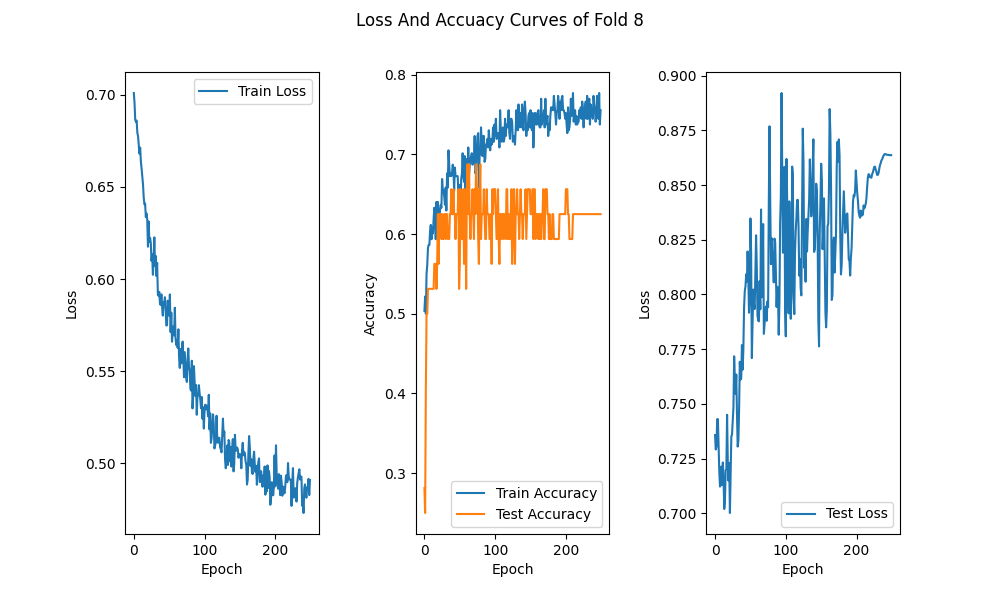 Loss And Accuacy Curves of Fold 8
Train Loss
0.70
0.65
0.60
0.55
0.50
Loss
0
100
200
Epoch
0.8
0.7
0.6
0.5
0.4
0.3
Accuracy
Train Accuracy
Test Accuracy
0
100
200
Epoch
0.900
0.875
0.850
0.825
0.800
0.775
0.750
0.725
0.700
Loss
Test Loss
0
100
200
Epoch